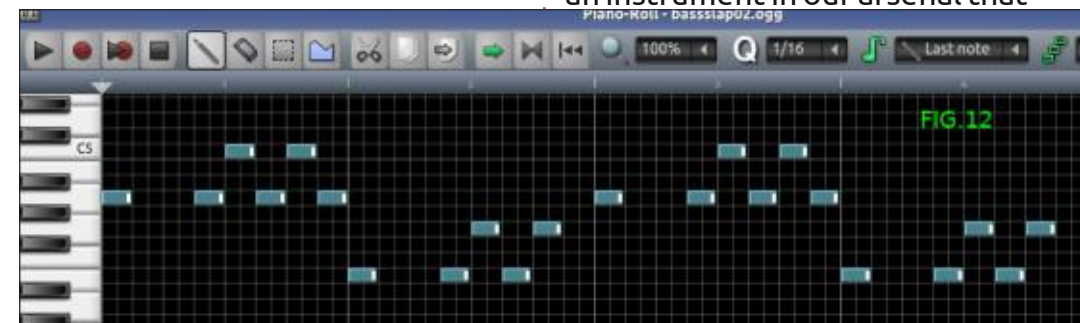 an instrument in our arsenal that
Piano-Roll - bassslap02.ogg
100% Q 1/16 Last note
FIG.12
C5